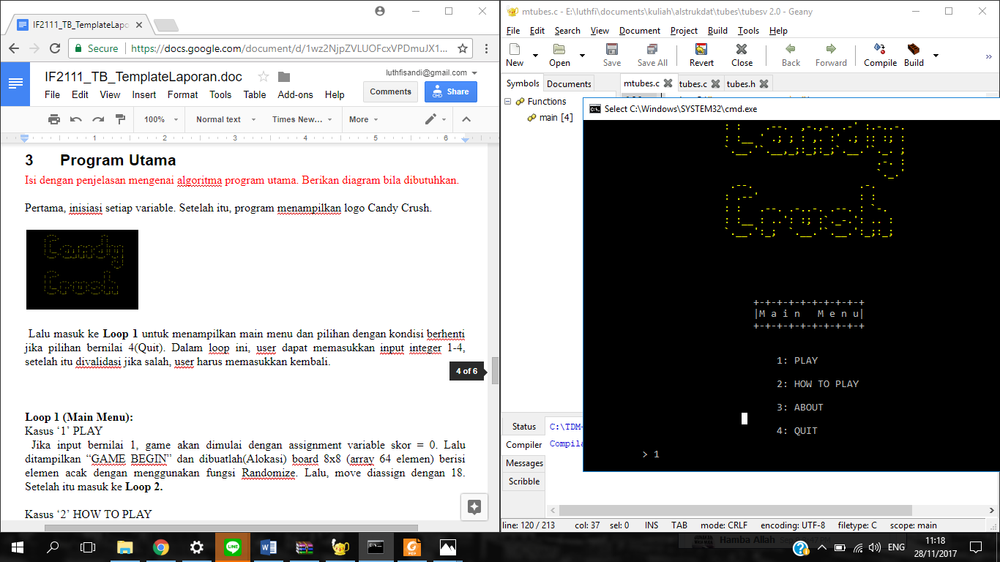 IF2111_TB_TemplateLapo
Secure
https://docs.google.com/document/d/1wz2NjpZVLUOFcxVPDmuJX1...
IF2111_TB_TemplateLaporan.doc
luthfisandi@gmail.com
File Edit View Insert Format Tools Table Add-ons Help
Comments
Share
100% Normal text Times New... More
1 2 3 4 5 6
3 Program Utama
Isi dengan penjelasan mengenai algoritma program utama. Berikan diagram bila dibutuhkan.
Pertama, inisiasi setiap variable. Setelah itu, program menampilkan logo Candy Crush.
Candy
Crush
Lalu masuk ke Loop 1 untuk menampilkan main menu dan pilihan dengan kondisi berhenti
jika pilihan bernilai 4(Quit). Dalam loop ini, user dapat memasukkan input integer 1-4,
setelah itu divalidasi jika salah, user harus memasukkan kembali.
4 of 6
Loop 1 (Main Menu):
Kasus ‘1’ PLAY
Jika input bernilai 1, game akan dimulai dengan assignment variable skor = 0. Lalu
ditampilkan “GAME BEGIN” dan dibuatlah(Alokasi) board 8x8 (array 64 elemen) berisi
elemen acak dengan menggunakan fungsi Randomize. Lalu, move diassign dengan 18.
Setelah itu masuk ke Loop 2.
Kasus ‘2’ HOW TO PLAY
mtubes.c - E:\luthfi\documents\kuliah\alstrukdat\tubes\tubesv 2.0 - Geany
File Edit Search View Document Project Build Tools Help
New Open Save Save All Revert Close Back Forward Compile Build
Symbols Documents
mtubes.c tubes.c tubes.h
Functions
main [4]
Select C:\Windows\SYSTEM32\cmd.exe
Candy
Crush
+-+-+-+-+-+-+-+-+-+
|M a i n   M e n u|
+-+-+-+-+-+-+-+-+-+
1: PLAY
2: HOW TO PLAY
3: ABOUT
4: QUIT
> 1
Status
Compiler
Messages
Scribble
C:\TDM-
Compila
line: 120 / 213 col: 37 sel: 0 INS TAB mode: CRLF encoding: UTF-8 filetype: C scope: main
Hamba Allah
ENG
11:18
28/11/2017